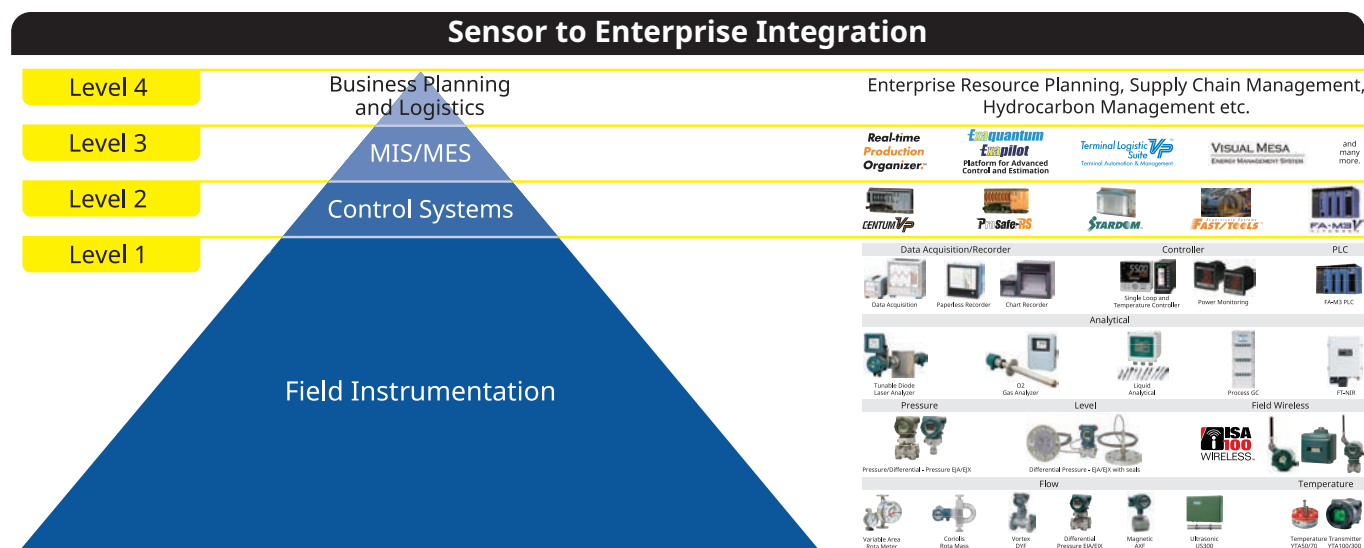 Sensor to Enterprise Integration
Level 4
Business Planning
and Logistics
Enterprise Resource Planning, Supply Chain Management,
Hydrocarbon Management etc.
Level 3
MIS/MES
Real-time
Production
Organizer
Exaquantum
Exapilot
Platform for Advanced
Control and Estimation
Terminal Logistic
Suite VP
Terminal Automation & Management
VISUAL MESA
ENERGY MANAGEMENT SYSTEM
and
many
more.
Level 2
Control Systems
CENTUM VP
ProSafe-RS
STARDOM
FAST/TOOLS
FA-M3V
Level 1
Field Instrumentation
Data Acquisition/Recorder
Controller
PLC
Data Acquisition
Paperless Recorder
Chart Recorder
Single Loop and
Temperature Controller
Power Monitoring
FA-M3 PLC
Analytical
Tunable Diode
Laser Analyzer
O2
Gas Analyzer
Liquid
Analytical
Process GC
FT-NIR
Pressure
Level
Field Wireless
ISA
100
WIRELESS
Pressure/Differential - Pressure EJA/EJX
Differential Pressure - EJA/EJX with seals
Flow
Temperature
Variable Area
Rota Meter
Coriolis
Rota Mass
Vortex
DYF
Differential
Pressure EJA/EJX
Magnetic
AXF
Ultrasonic
US300
Temperature Transmitter
YTA50/70 YTA100/300